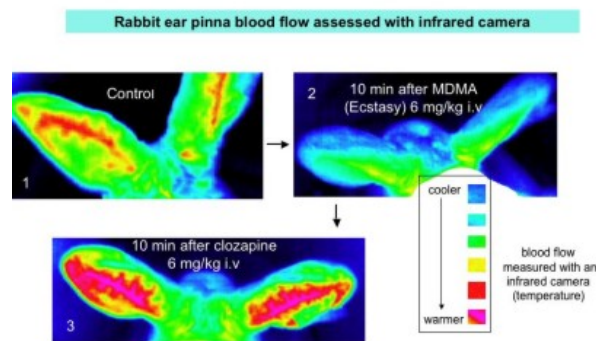 Rabbit ear pinna blood flow assessed with infrared camera
Control
1
2
10 min after MDMA
(Ecstasy) 6 mg/kg i.v
10 min after clozapine
6 mg/kg i.v
3
cooler
warmer
blood flow
measured with an
infrared camera
(temperature)